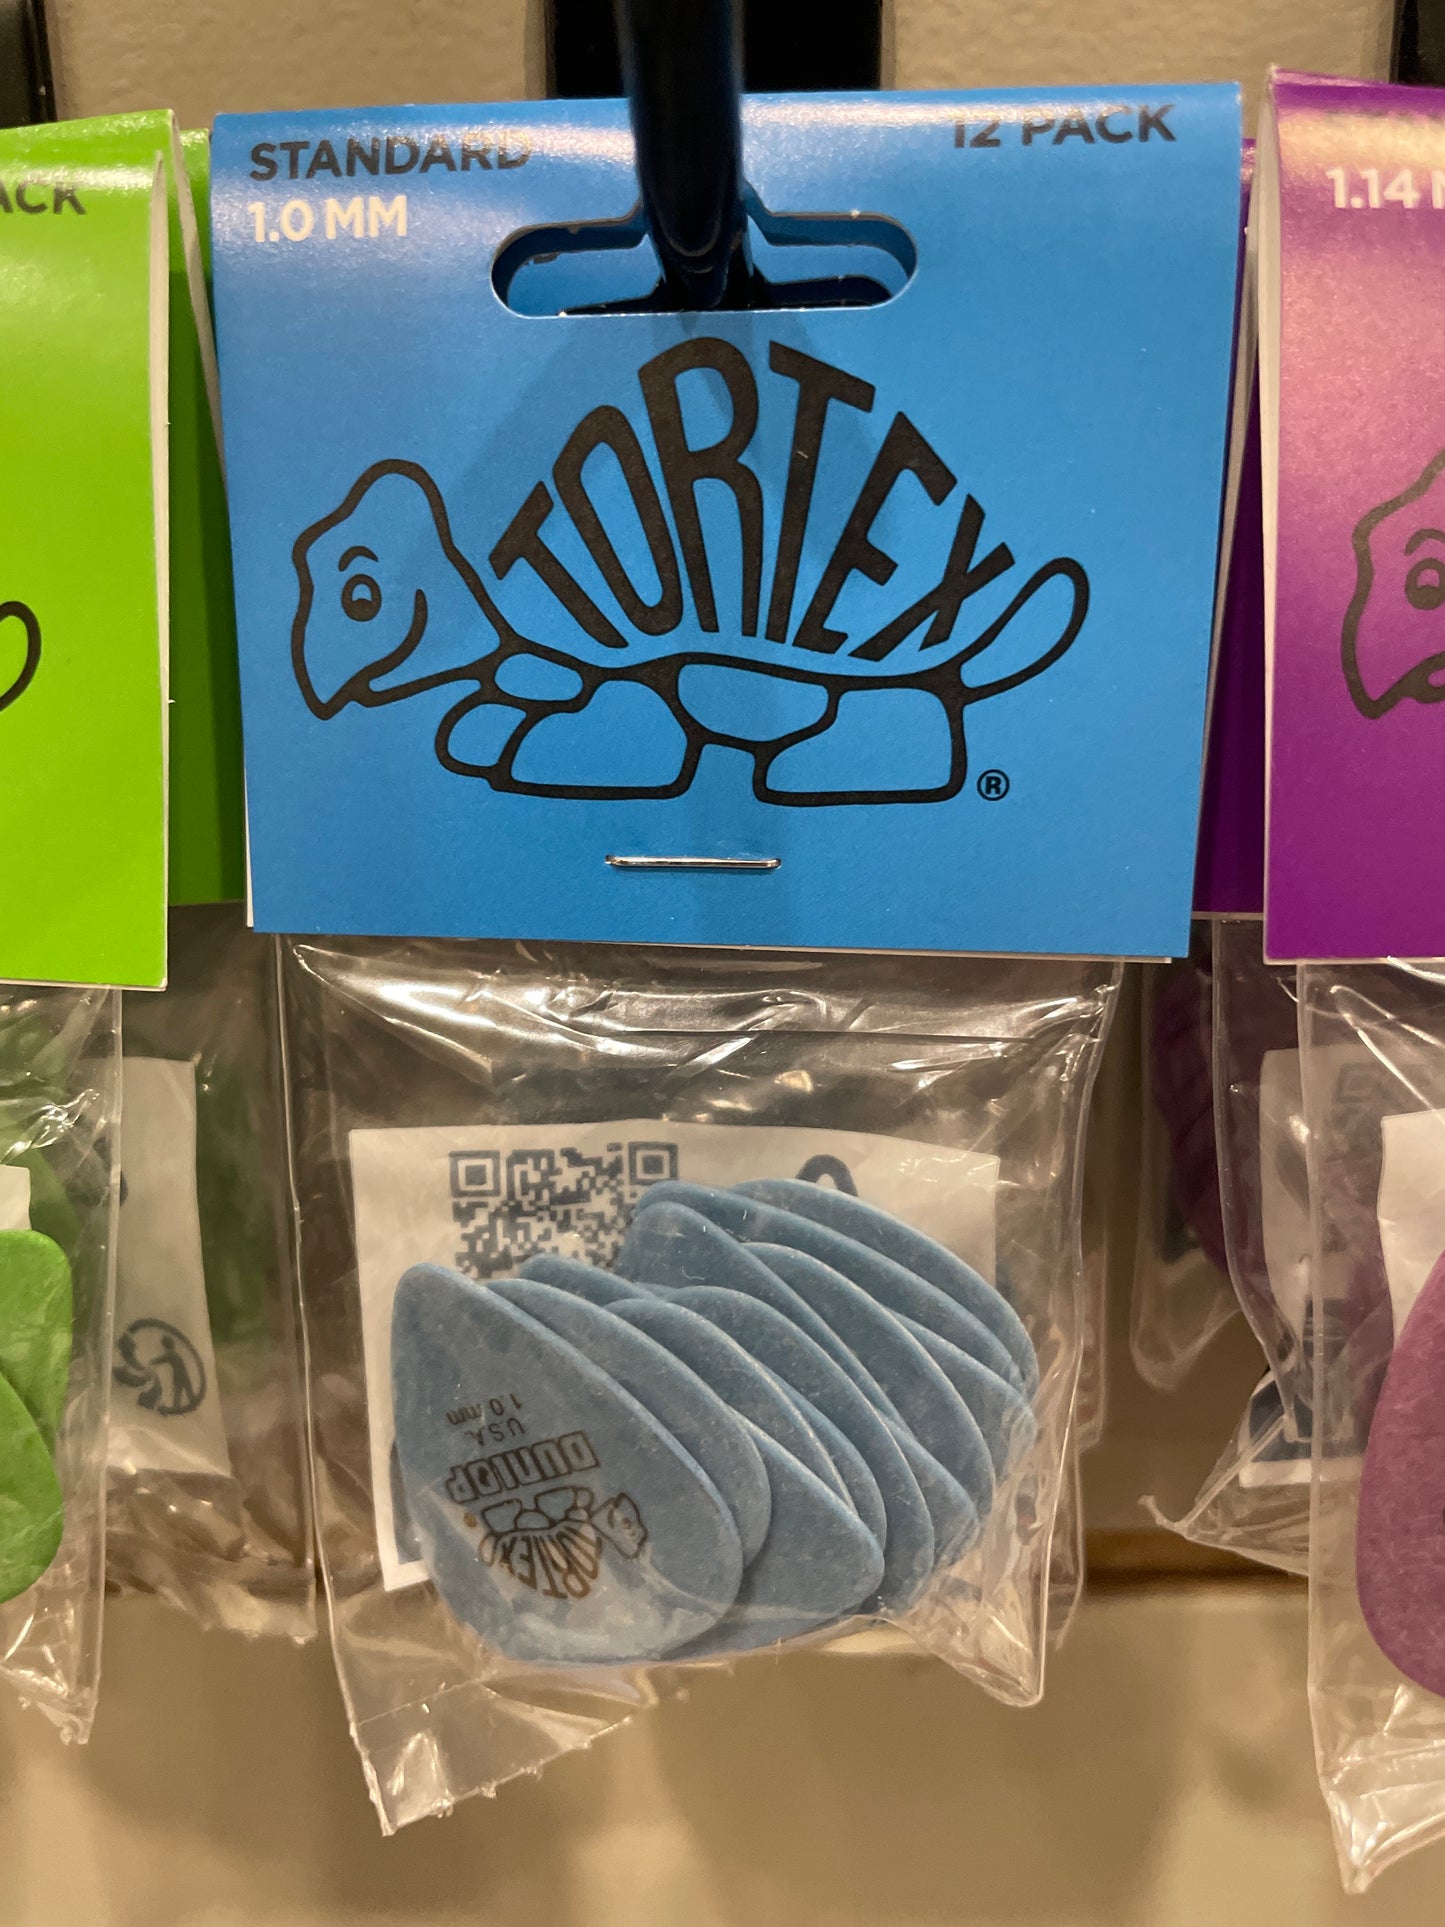 ACK
STANDARD
1.0 MM
12 PACK
1.14 M
TORTEX
®
TORTEX
®
DUNLOP
U.S.A.
1.0 mm